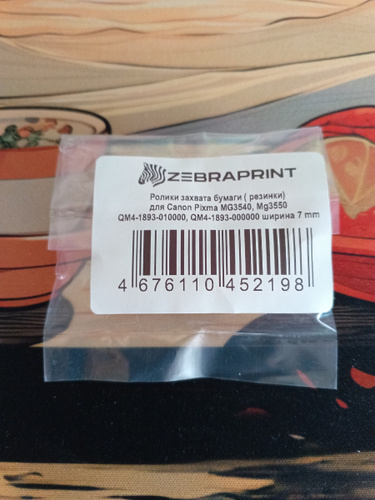 ZEBRAPRINT
Ролики захвата бумаги ( резинки)
для Canon Pixma MG3540, Mg3550
QM4-1893-010000, QM4-1893-000000 ширина 7 mm
4 676110 452198